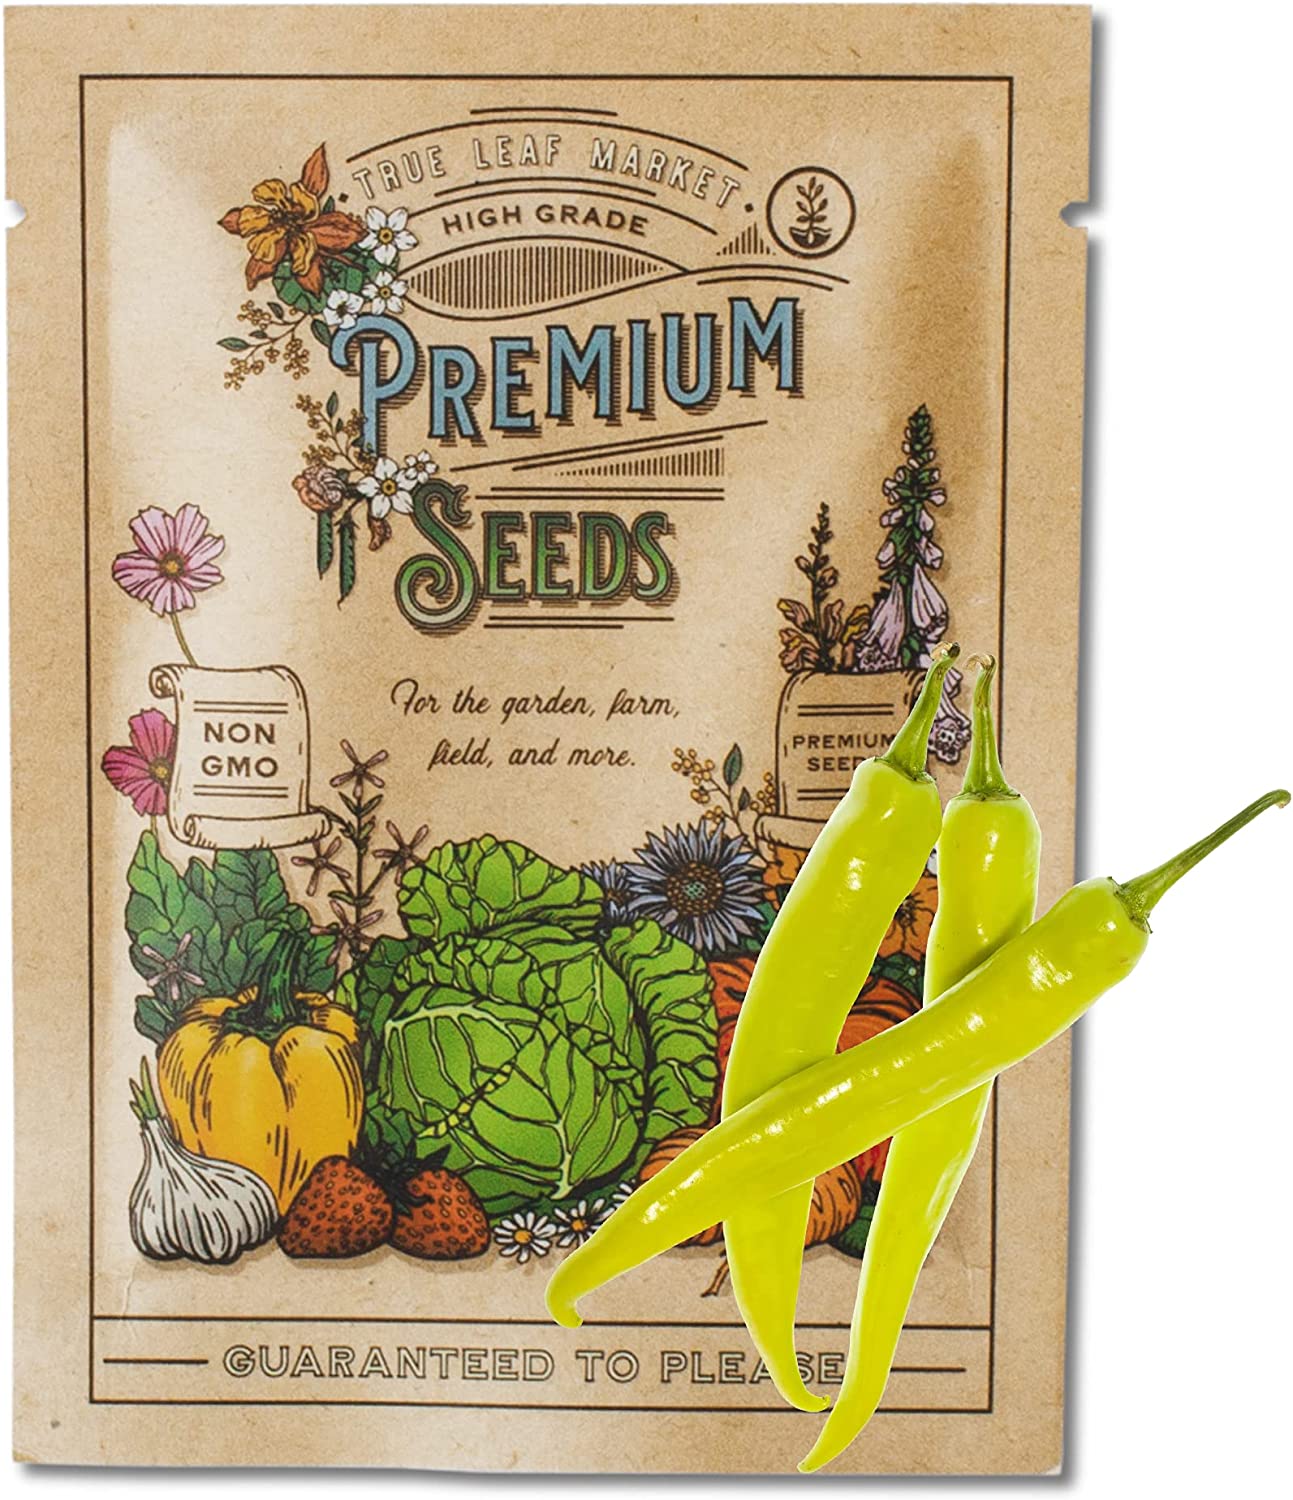 TRUE LEAF MARKET
HIGH GRADE
PREMIUM
SEEDS
For the garden, farm,
field, and more.
NON
GMO
PREMIUM
SEEDS
GUARANTEED TO PLEASE